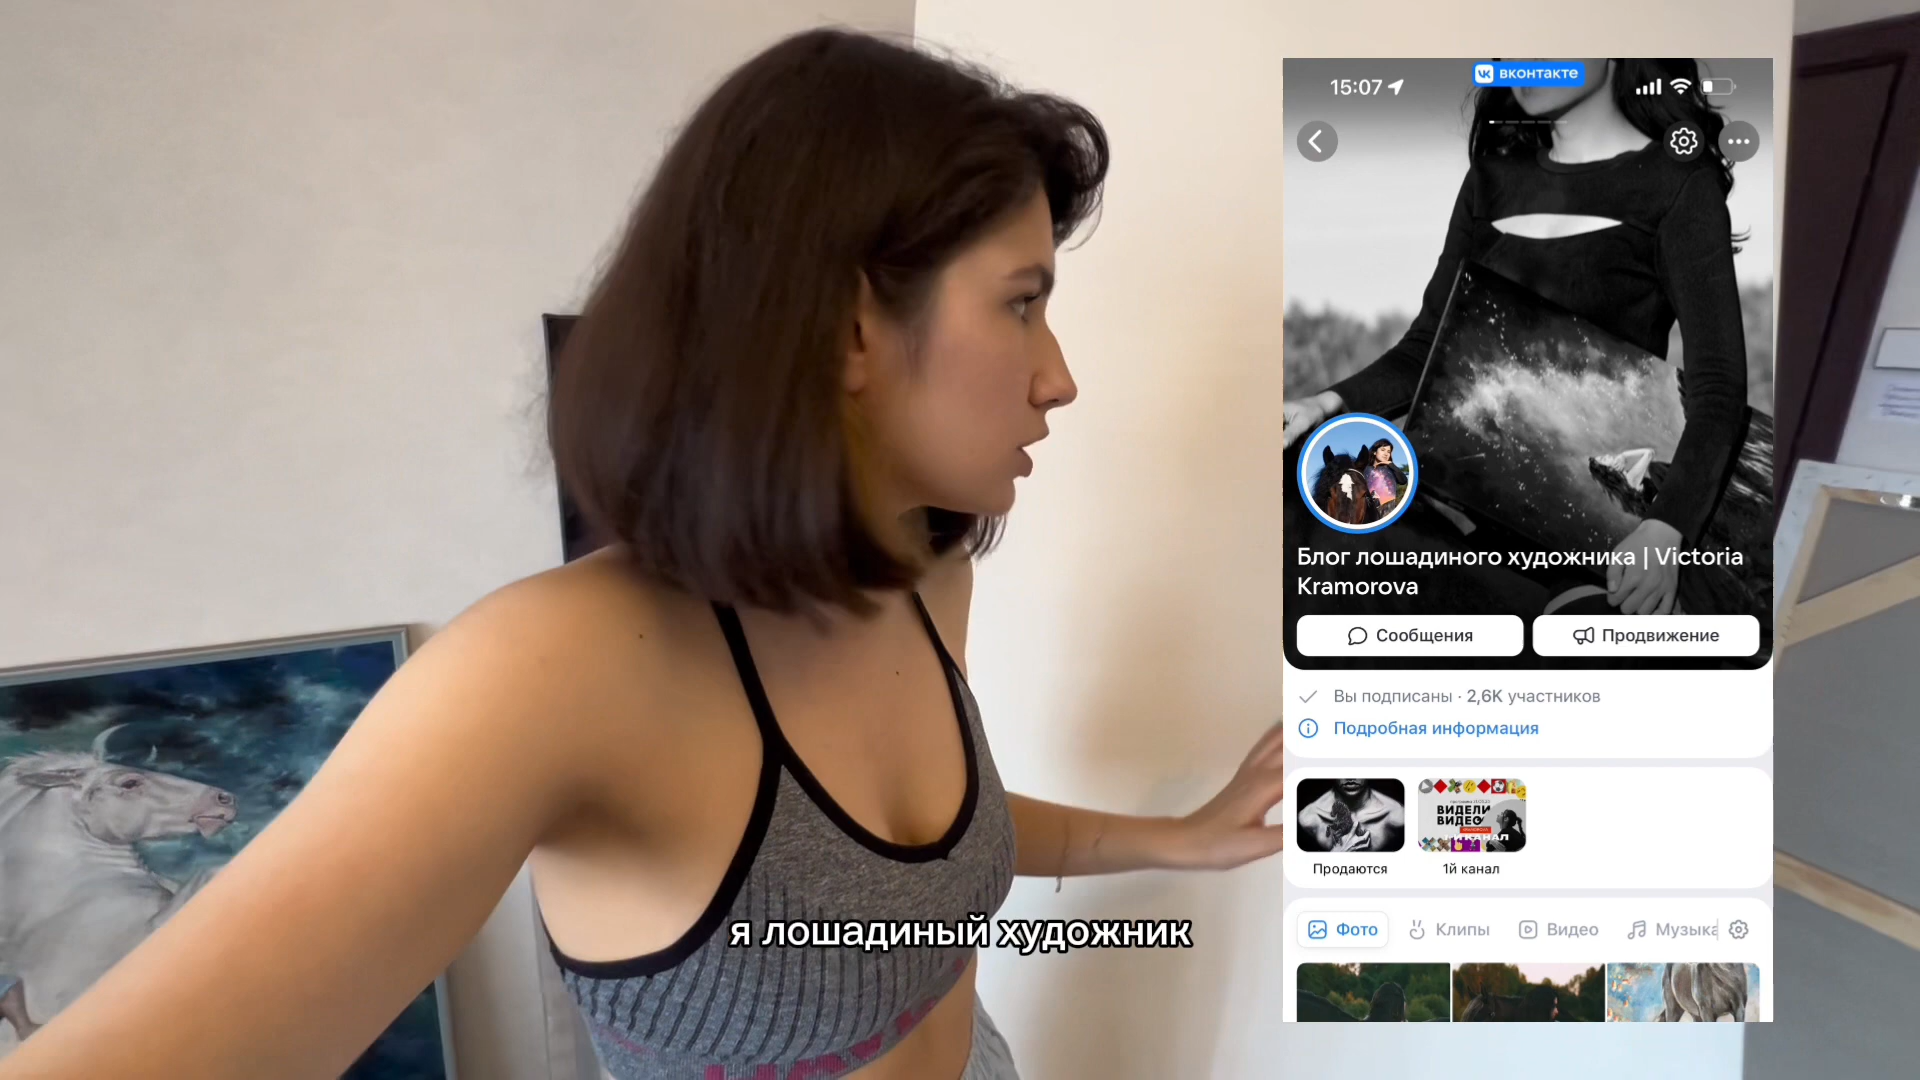 15:07
вконтакте
Блог лошадиного художника | Victoria
Kramorova
Сообщения
Продвижение
Вы подписаны · 2,6K участников
Подробная информация
ВИДЕЛИ
ВИДЕО
Продаются
1й канал
Фото
Клипы
Видео
Музыка
я лошадиный художник